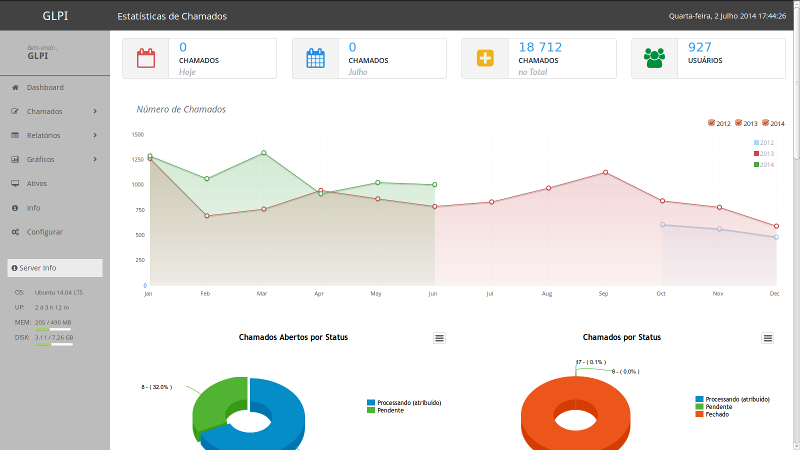 GLPI
Estatísticas de Chamados
Quarta-feira, 2 Julho 2014 17:44:26
Bem-vindo ,
GLPI
Dashboard
Chamados
Relatórios
Gráficos
Ativos
Info
Configurar
Server Info
OS: Ubuntu 14.04 LTS
UP: 2 d 3 h 12 m
MEM: 205 / 490 MB
DISK: 3.11 / 7.26 GB
0
CHAMADOS
Hoje
0
CHAMADOS
Julho
18 712
CHAMADOS
no Total
927
USUÁRIOS
Número de Chamados
2012 2013 2014
2012
2013
2014
1500
1250
1000
750
500
250
0
Jan Feb Mar Apr May Jun Jul Aug Sep Oct Nov Dec
Chamados Abertos por Status
8 - ( 32.0% )
Processando (atribuído)
Pendente
Chamados por Status
17 - ( 0.1% )
8 - ( 0.0% )
Processando (atribuído)
Pendente
Fechado